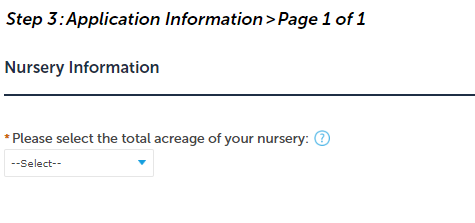 Step 3:Application Information>Page 1 of 1
Nursery Information
* Please select the total acreage of your nursery: ?
--Select--